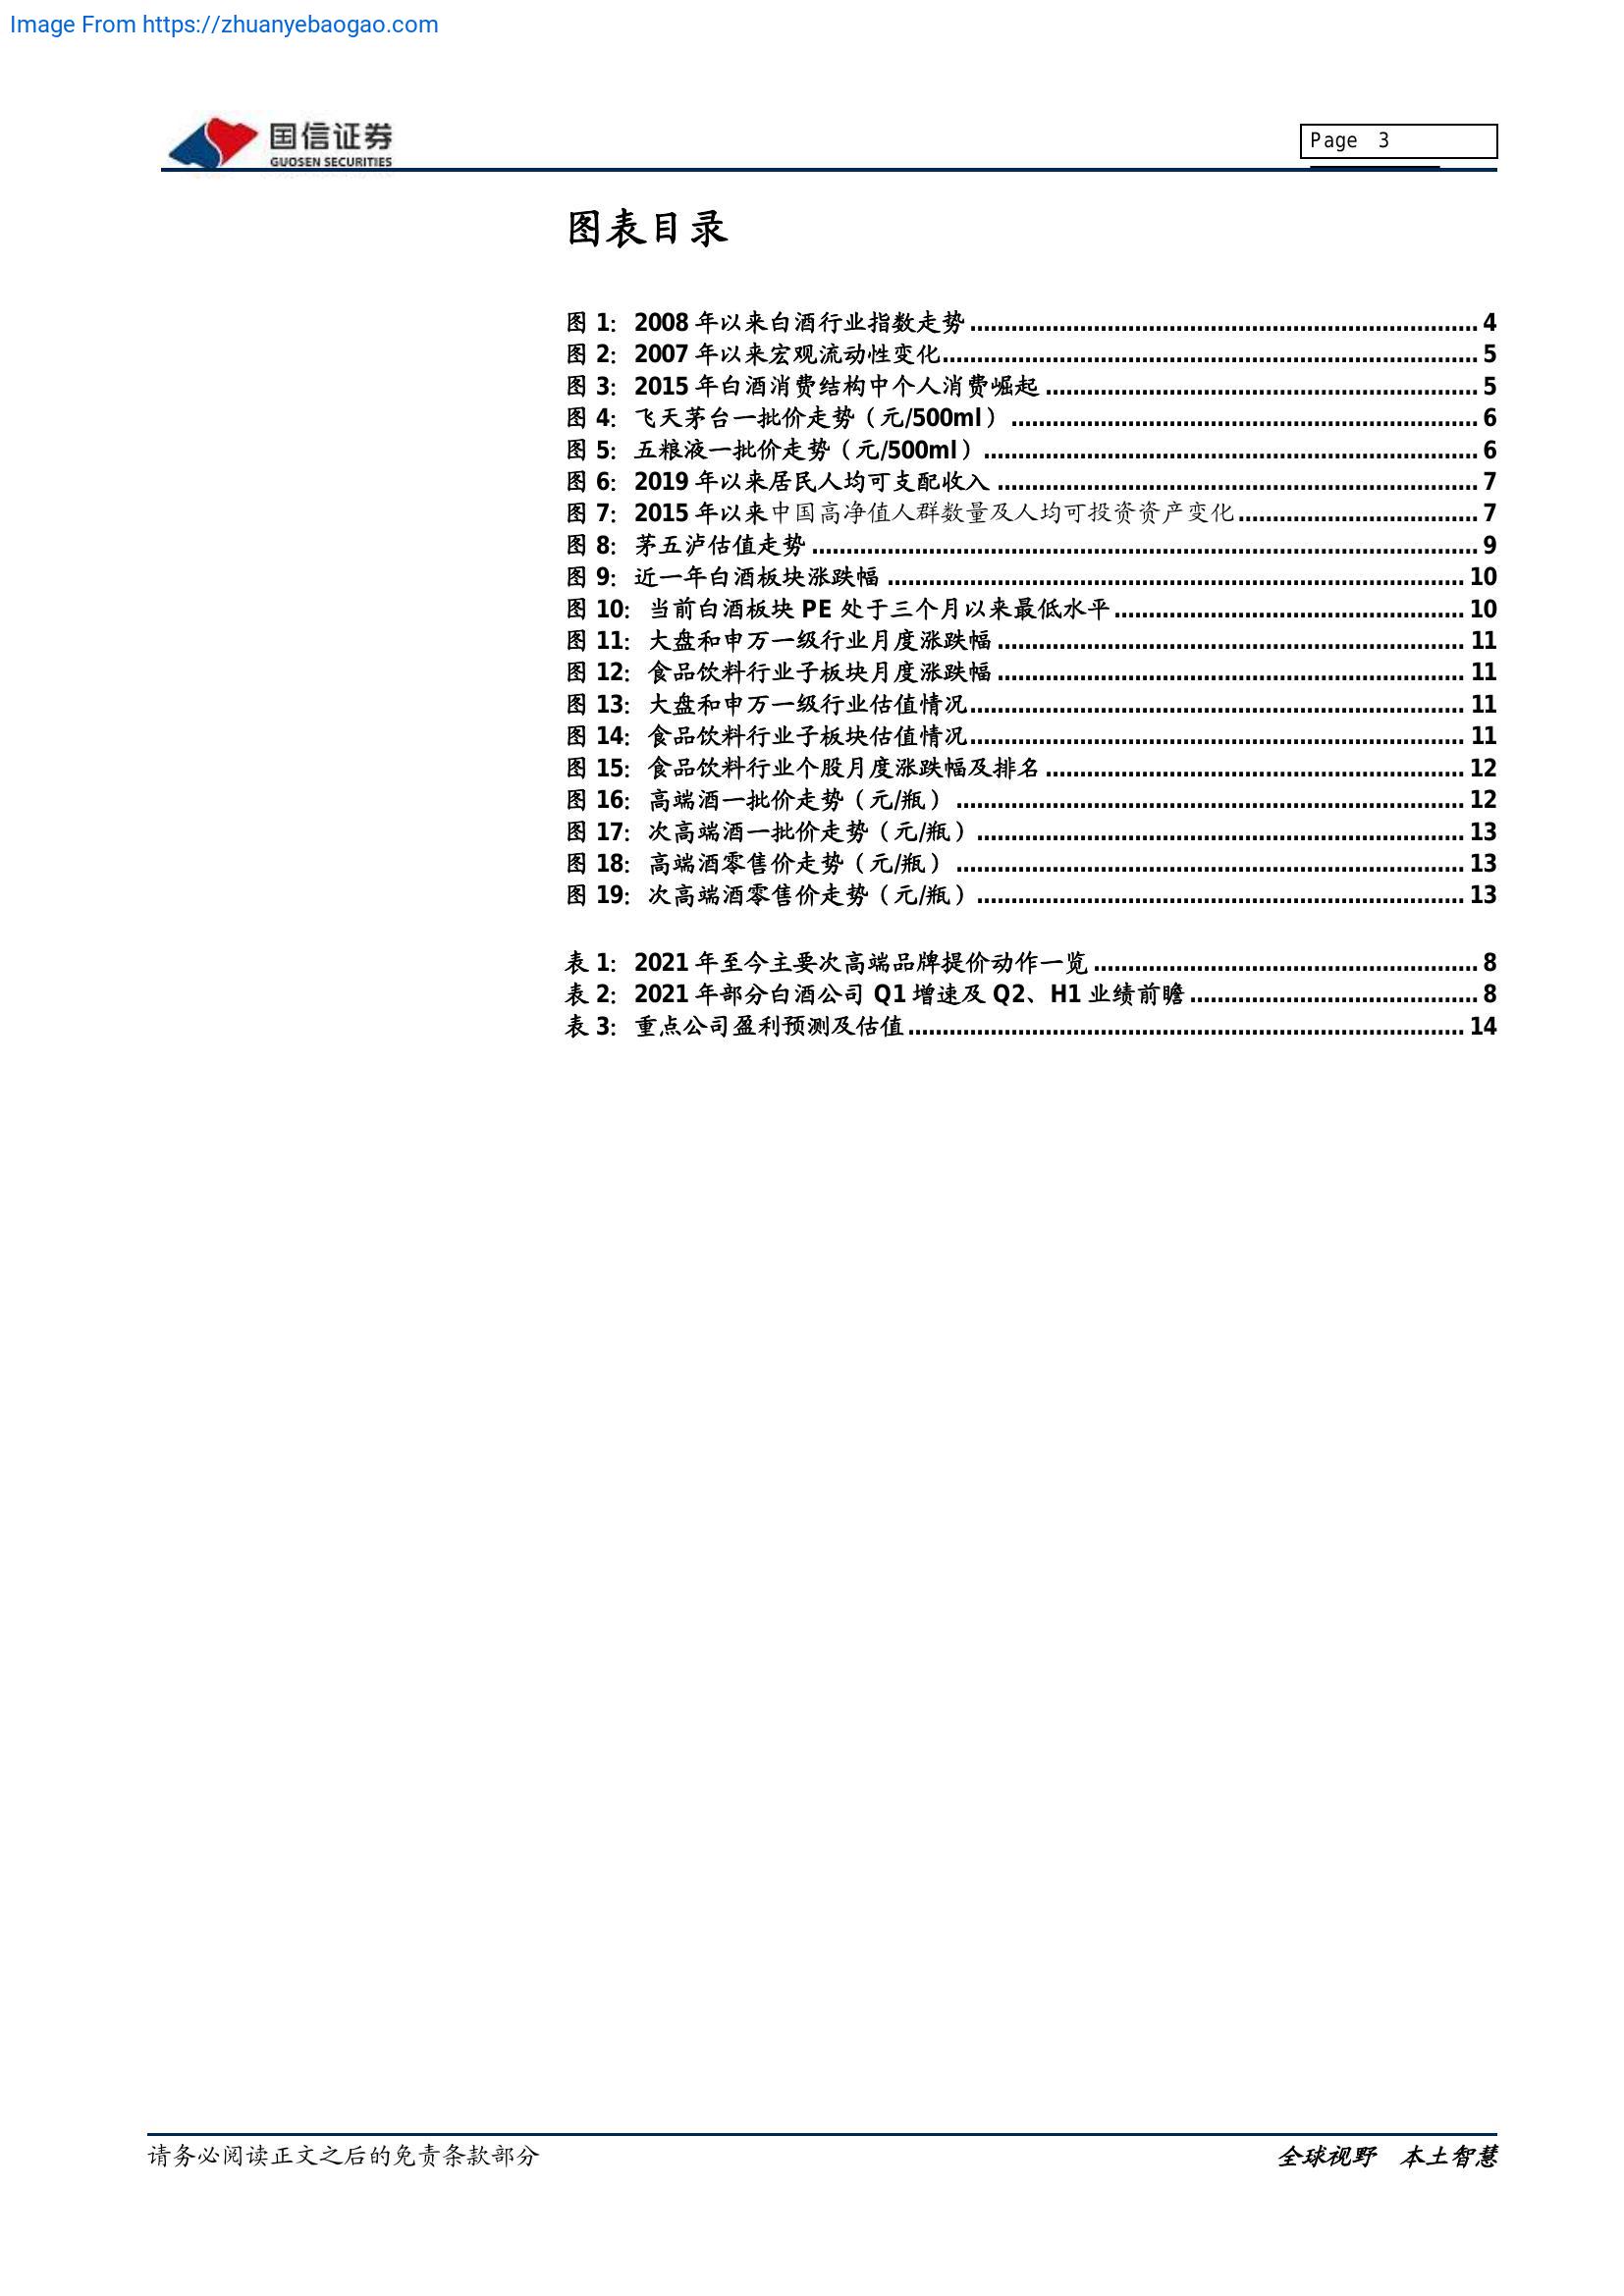 Image From https://zhuanyebaogao.com
国信证券
GUOSEN SECURITIES
Page 3
图表目录
图 1：2008 年以来白酒行业指数走势 4
图 2：2007 年以来宏观流动性变化 5
图 3：2015 年白酒消费结构中个人消费崛起 5
图 4：飞天茅台一批价走势（元/500ml） 6
图 5：五粮液一批价走势（元/500ml） 6
图 6：2019 年以来居民人均可支配收入 7
图 7：2015 年以来中国高净值人群数量及人均可投资资产变化 7
图 8：茅五泸估值走势 9
图 9：近一年白酒板块涨跌幅 10
图 10：当前白酒板块 PE 处于三个月以来最低水平 10
图 11：大盘和申万一级行业月度涨跌幅 11
图 12：食品饮料行业子板块月度涨跌幅 11
图 13：大盘和申万一级行业估值情况 11
图 14：食品饮料行业子板块估值情况 11
图 15：食品饮料行业个股月度涨跌幅及排名 12
图 16：高端酒一批价走势（元/瓶） 12
图 17：次高端酒一批价走势（元/瓶） 13
图 18：高端酒零售价走势（元/瓶） 13
图 19：次高端酒零售价走势（元/瓶） 13
表 1：2021 年至今主要次高端品牌提价动作一览 8
表 2：2021 年部分白酒公司 Q1 增速及 Q2、H1 业绩前瞻 8
表 3：重点公司盈利预测及估值 14
请务必阅读正文之后的免责条款部分
全球视野 本土智慧